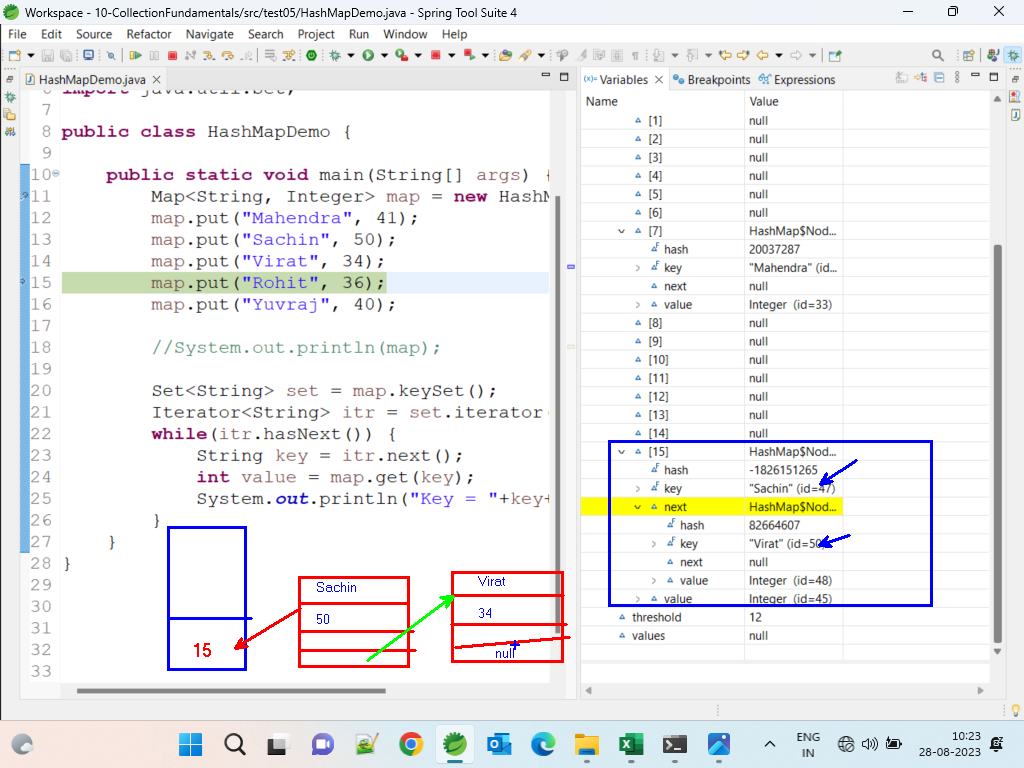 Workspace - 10-CollectionFundamentals/src/test05/HashMapDemo.java - Spring Tool Suite 4
File Edit Source Refactor Navigate Search Project Run Window Help
HashMapDemo.java
6 import java.util.Set;
7
8 public class HashMapDemo {
9
10 public static void main(String[] args) {
11 Map<String, Integer> map = new HashM
12 map.put("Mahendra", 41);
13 map.put("Sachin", 50);
14 map.put("Virat", 34);
15 map.put("Rohit", 36);
16 map.put("Yuvraj", 40);
17
18 //System.out.println(map);
19
20 Set<String> set = map.keySet();
21 Iterator<String> itr = set.iterator(
22 while(itr.hasNext()) {
23 String key = itr.next();
24 int value = map.get(key);
25 System.out.println("Key = "+key+
26 }
27 }
28 }
29
30
31
32
33
Sachin
50
15
Virat
34
null
(x)= Variables Breakpoints Expressions
Name Value
[1] null
[2] null
[3] null
[4] null
[5] null
[6] null
[7] HashMap$Nod...
hash 20037287
key "Mahendra" (id...
next null
value Integer (id=33)
[8] null
[9] null
[10] null
[11] null
[12] null
[13] null
[14] null
[15] HashMap$Nod...
hash -1826151265
key "Sachin" (id=47)
next HashMap$Nod...
hash 82664607
key "Virat" (id=50)
next null
value Integer (id=48)
value Integer (id=45)
threshold 12
values null
ENG
IN
10:23
28-08-2023